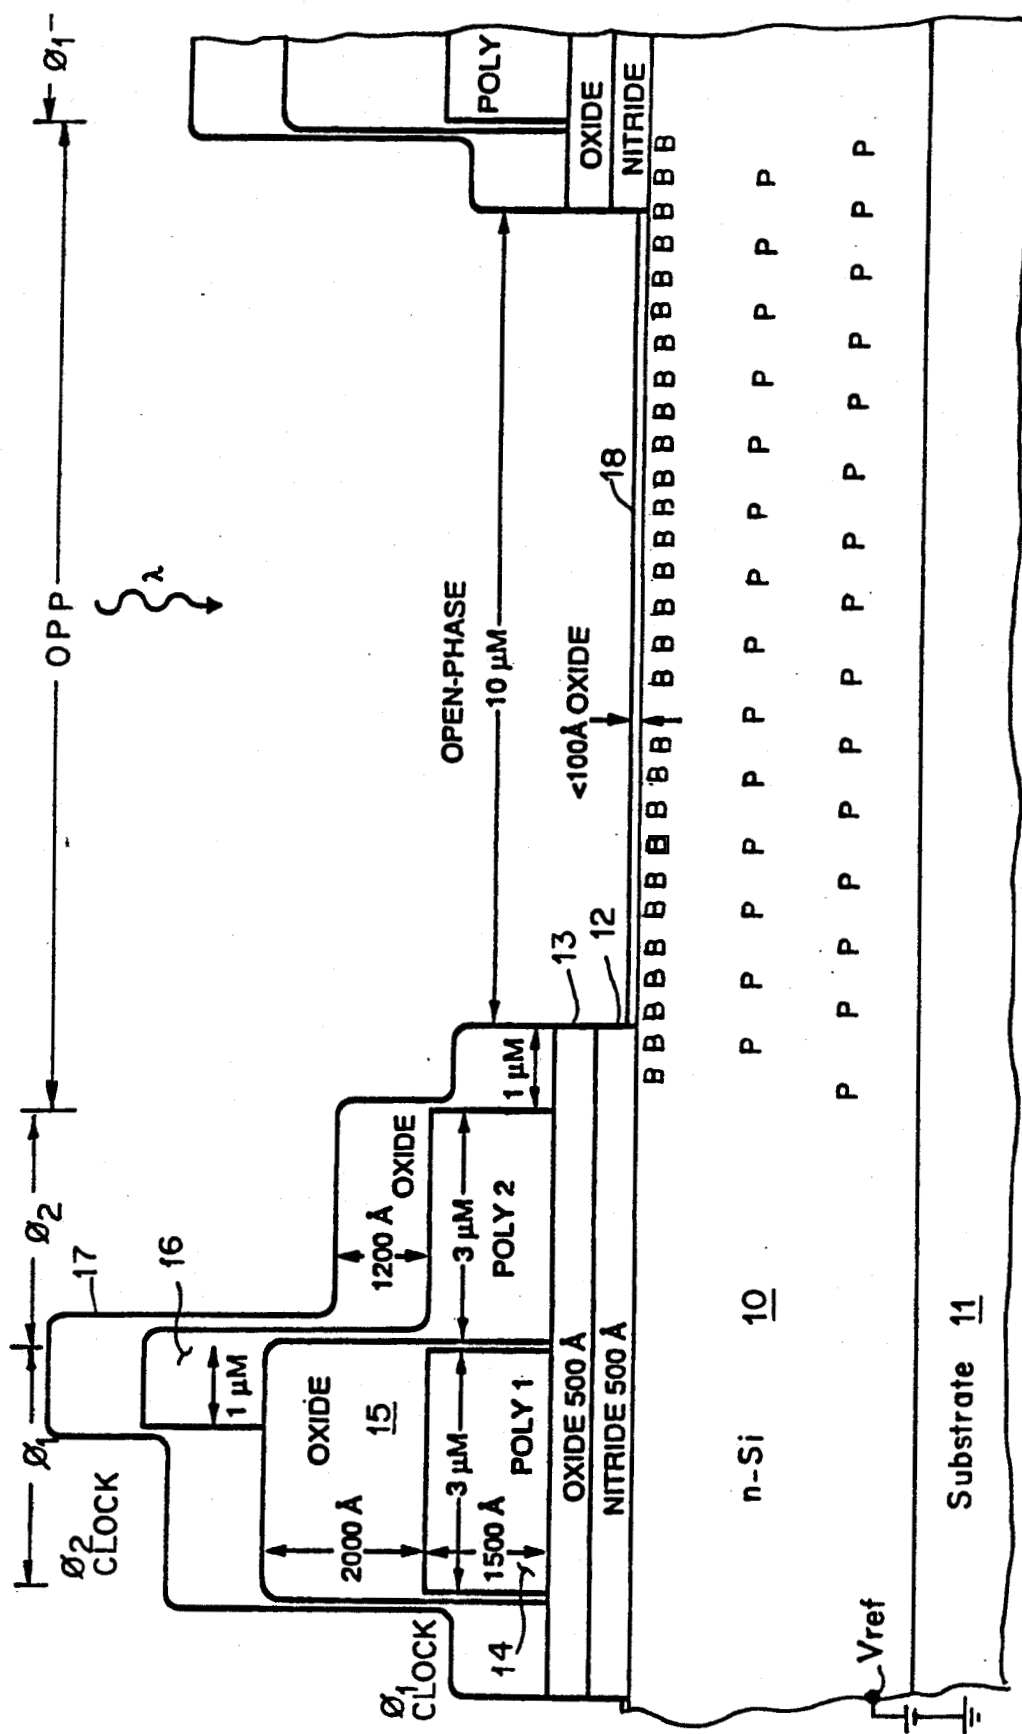 Ø1
Ø2
OPP
Ø1
Ø2
CLOCK
17
16
λ
1 µM
OXIDE
15
2000 Å
1200 Å
OXIDE
OPEN-PHASE
10 µM
POLY
Ø1
CLOCK
14
1500 Å
3 µM
POLY 1
3 µM
POLY 2
1 µM
13
12
<100Å OXIDE
18
OXIDE
NITRIDE
OXIDE 500 Å
NITRIDE 500 Å
B B B B B B B B B B B B B B B B B B B B B B B B B B B B
P P P P P P P P P P P P P P
P P P P P P P P P P P P P P P
n-Si 10
Vref
Substrate 11